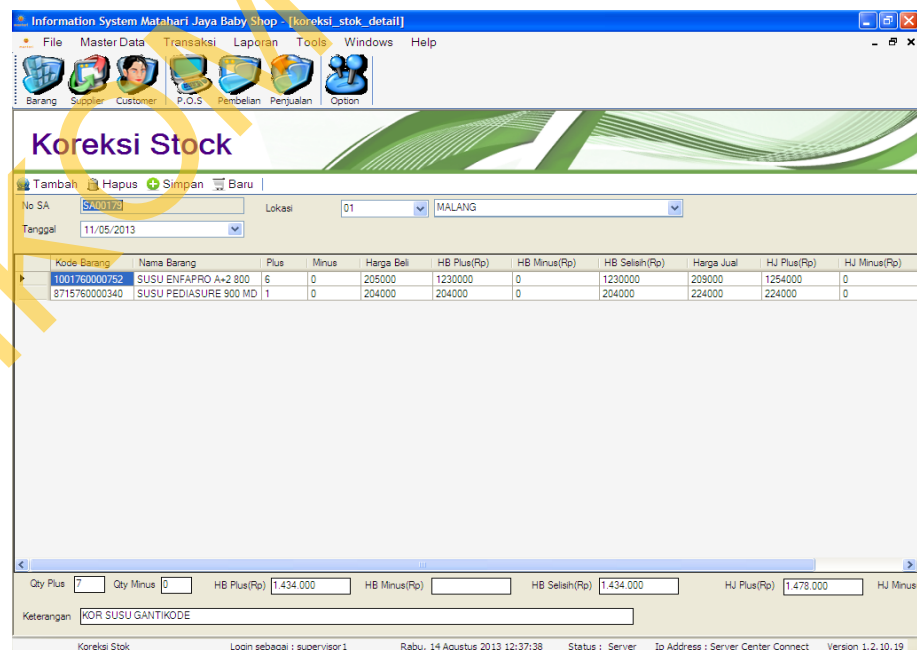 Information System Matahari Jaya Baby Shop - [koreksi_stok_detail]
File Master Data Transaksi Laporan Tools Windows Help
Barang Supplier Customer P.O.S Pembelian Penjualan Option
Koreksi Stock
Tambah Hapus Simpan Baru
No SA SA00179 Lokasi 01 MALANG
Tanggal 11/05/2013
Kode Barang Nama Barang Plus Minus Harga Beli HB Plus(Rp) HB Minus(Rp) HB Selisih(Rp) Harga Jual HJ Plus(Rp) HJ Minus(Rp)
1001760000752 SUSU ENFAPRO A+2 800 6 0 205000 1230000 0 1230000 209000 1254000 0
8715760000340 SUSU PEDIASURE 900 MD 1 0 204000 204000 0 204000 224000 224000 0
Qty Plus 7 Qty Minus 0 HB Plus(Rp) 1.434.000 HB Minus(Rp) HB Selisih(Rp) 1.434.000 HJ Plus(Rp) 1.478.000 HJ Minus
Keterangan KOR SUSU GANTIKODE
Koreksi Stok Login sebagai : supervisor1 Rabu, 14 Agustus 2013 12:37:38 Status : Server Ip Address : Server Center Connect Version 1.2.10.19
KOM